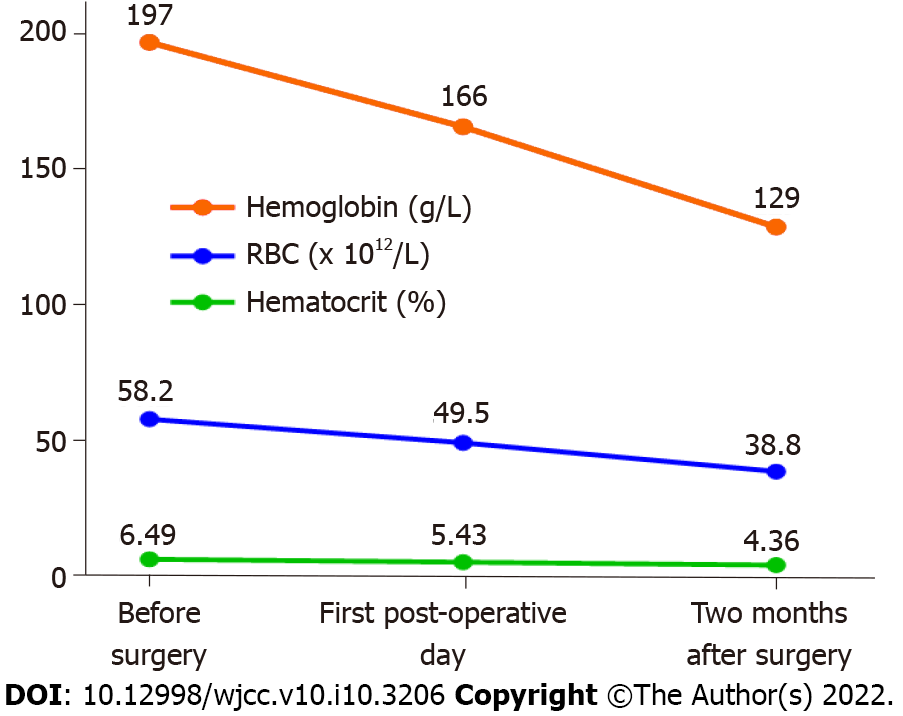 200
150
100
50
0
197
166
129
Hemoglobin (g/L)
RBC (x 10¹²/L)
Hematocrit (%)
58.2
49.5
38.8
6.49
5.43
4.36
Before
surgery
First post-operative
day
Two months
after surgery
DOI: 10.12998/wjcc.v10.i10.3206 Copyright ©The Author(s) 2022.